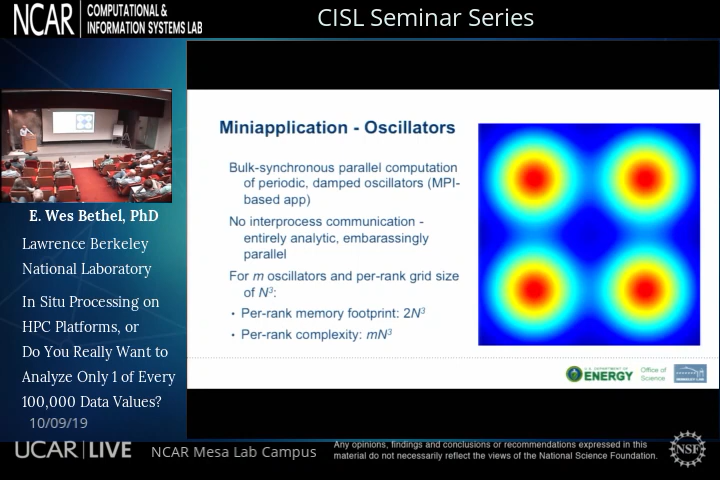 NCAR
COMPUTATIONAL &
INFORMATION SYSTEMS LAB
CISL Seminar Series
E. Wes Bethel, PhD
Lawrence Berkeley
National Laboratory
In Situ Processing on
HPC Platforms, or
Do You Really Want to
Analyze Only 1 of Every
100,000 Data Values?
10/09/19
Miniapplication - Oscillators
Bulk-synchronous parallel computation
of periodic, damped oscillators (MPI-
based app)
No interprocess communication -
entirely analytic, embarassingly
parallel
For m oscillators and per-rank grid size
of N³:
• Per-rank memory footprint: 2N³
• Per-rank complexity: mN³
U.S. DEPARTMENT OF
ENERGY
Office of
Science
UCAR | LIVE
NCAR Mesa Lab Campus
Any opinions, findings and conclusions or recommendations expressed in this
material do not necessarily reflect the views of the National Science Foundation.
NSF